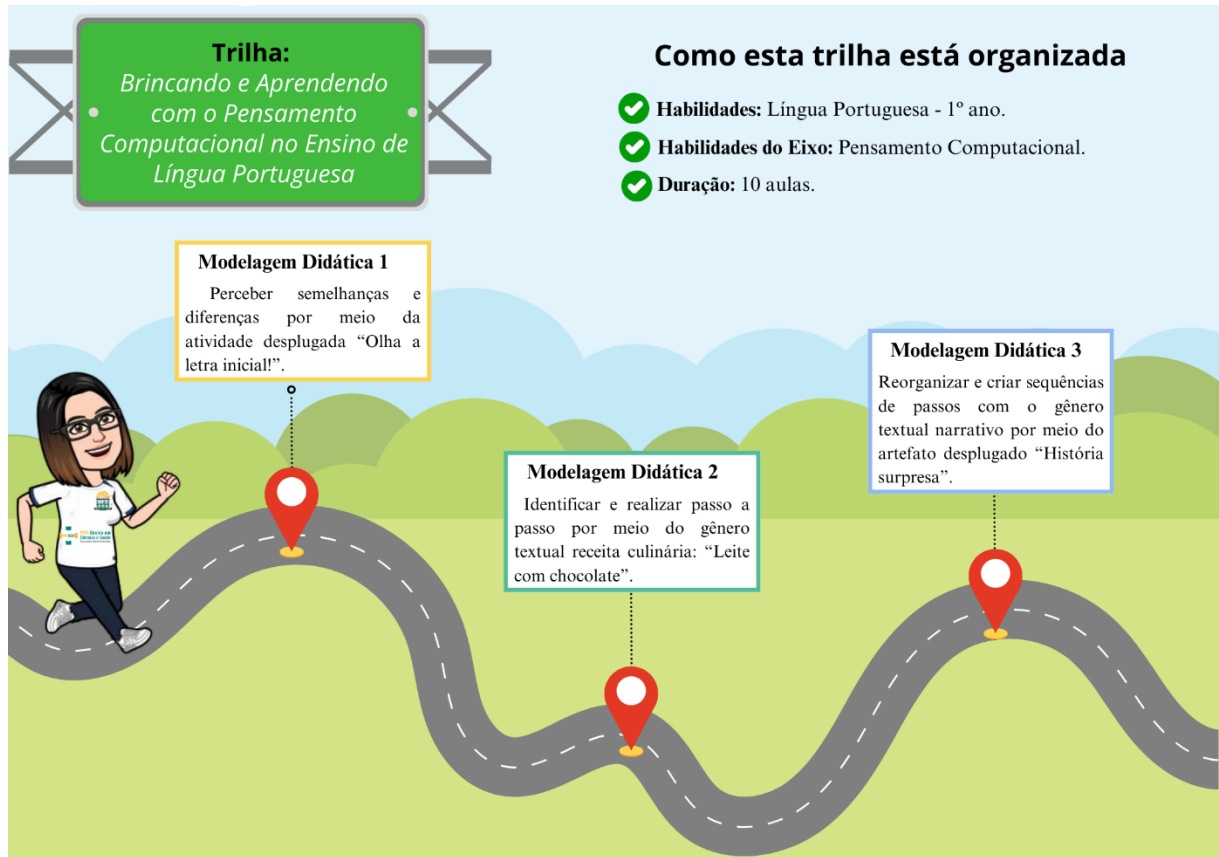 Trilha:
Brincando e Aprendendo
com o Pensamento
Computacional no Ensino de
Língua Portuguesa
Como esta trilha está organizada
Habilidades: Língua Portuguesa - 1º ano.
Habilidades do Eixo: Pensamento Computacional.
Duração: 10 aulas.
Modelagem Didática 1
Perceber semelhanças e
diferenças por meio da
atividade desplugada “Olha a
letra inicial!”.
Modelagem Didática 2
Identificar e realizar passo a
passo por meio do gênero
textual receita culinária: “Leite
com chocolate”.
Modelagem Didática 3
Reorganizar e criar sequências
de passos com o gênero
textual narrativo por meio do
artefato desplugado “História
surpresa”.